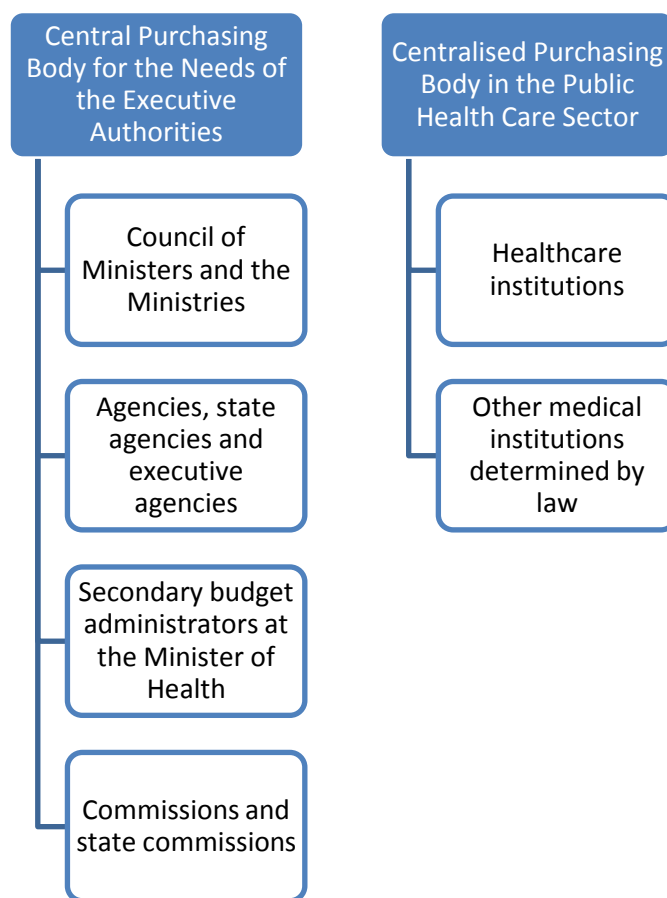 Central Purchasing
Body for the Needs of
the Executive
Authorities
Council of
Ministers and the
Ministries
Agencies, state
agencies and
executive
agencies
Secondary budget
administrators at
the Minister of
Health
Commissions and
state commissions
Centralised Purchasing
Body in the Public
Health Care Sector
Healthcare
institutions
Other medical
institutions
determined by
law